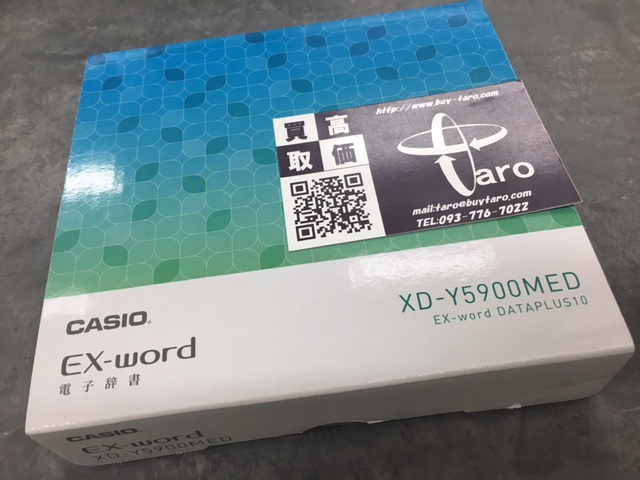 http://www.buy-taro.com
買高
取価
taro
mail:taro@buytaro.com
TEL:093-776-7022
XD-Y5900MED
EX-word DATAPLUS10
CASIO
EX-word
電子辞書
CASIO
EX-word
XD-Y5900MED